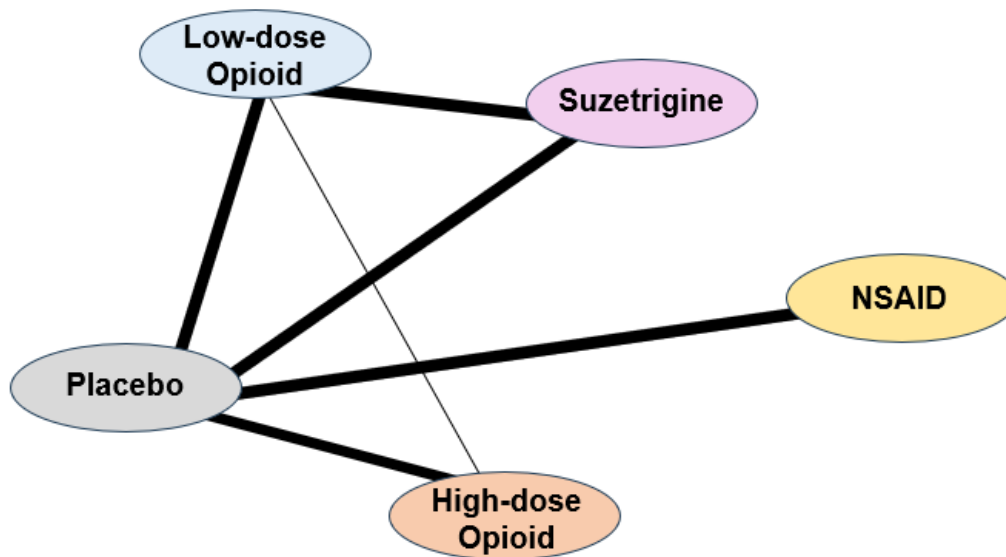 Low-dose
Opioid
Suzetrigine
NSAID
Placebo
High-dose
Opioid